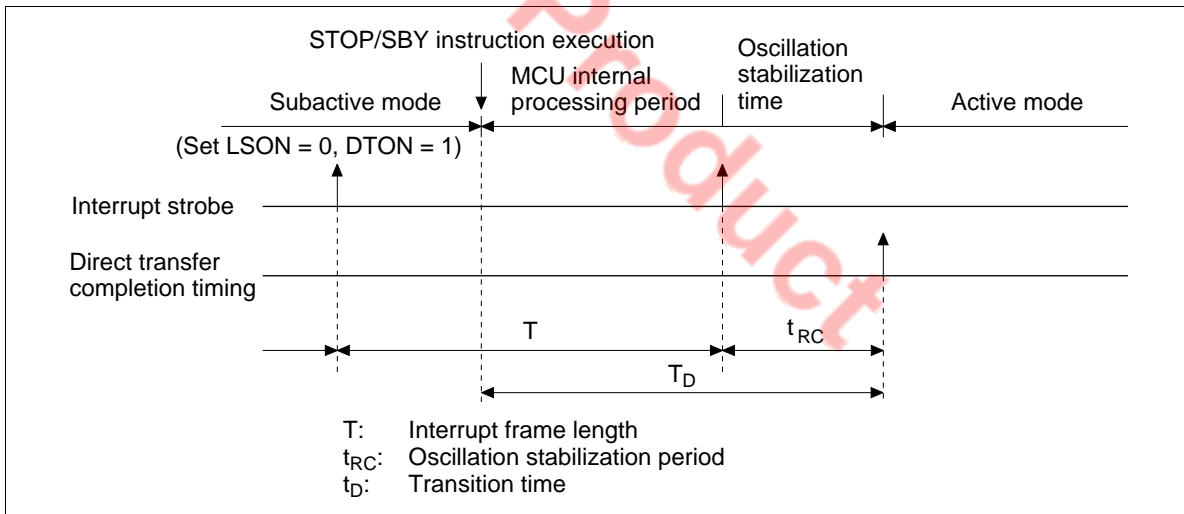 STOP/SBY instruction execution
Oscillation
stabilization
time
MCU internal
processing period
Subactive mode
Active mode
(Set LSON = 0, DTON = 1)
Interrupt strobe
Direct transfer
completion timing
T
tRC
TD
T: Interrupt frame length
tRC: Oscillation stabilization period
tD: Transition time
Product